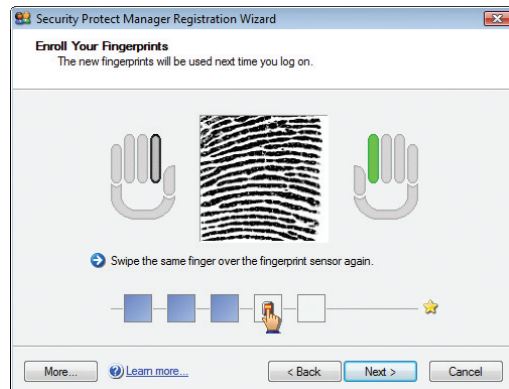 Security Protect Manager Registration Wizard
Enroll Your Fingerprints
The new fingerprints will be used next time you log on.
Swipe the same finger over the fingerprint sensor again.
More... Learn more... < Back Next > Cancel